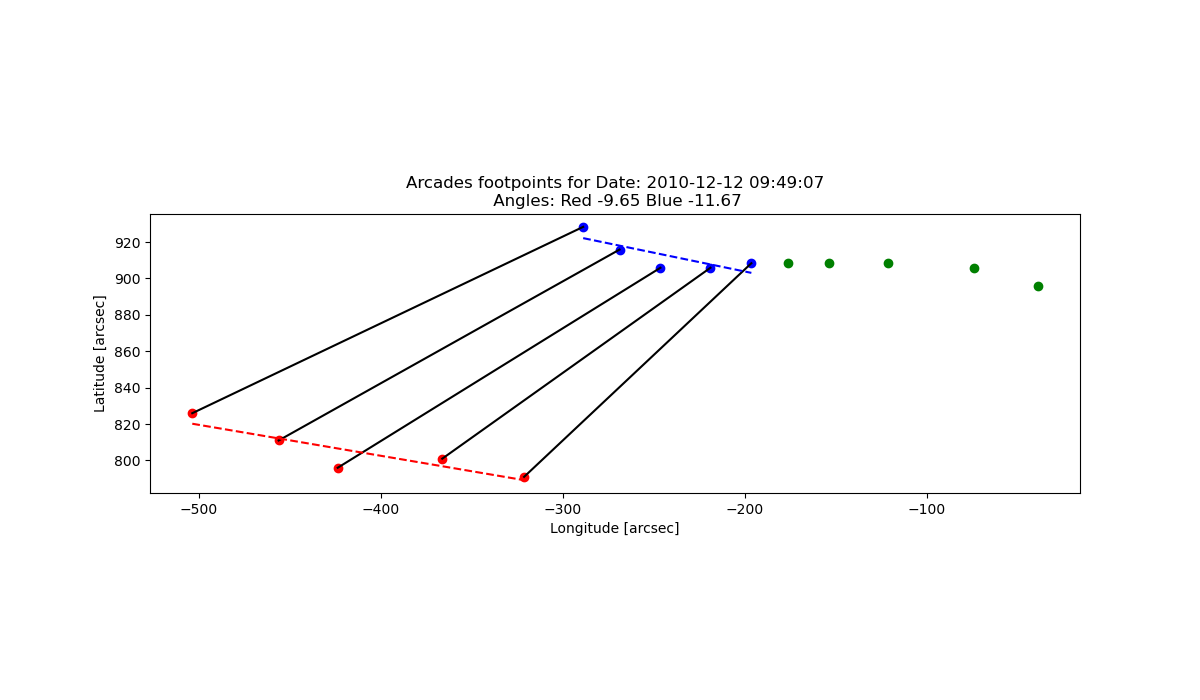 Arcades footpoints for Date: 2010-12-12 09:49:07
Angles: Red -9.65 Blue -11.67
920
900
880
860
840
820
800
Latitude [arcsec]
−500 −400 −300 −200 −100
Longitude [arcsec]